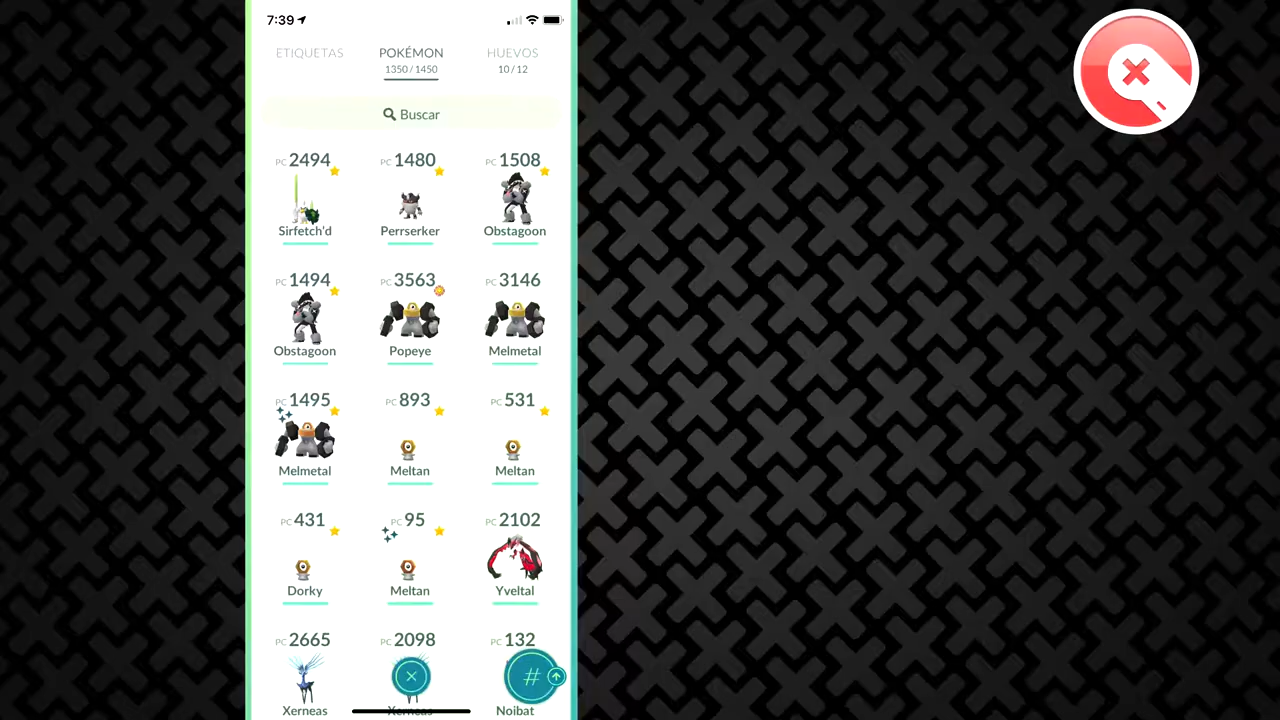 7:39
ETIQUETAS POKÉMON HUEVOS
1350 / 1450 10 / 12
Buscar
PC 2494 PC 1480 PC 1508
Sirfetch'd Perrserker Obstagoon
PC 1494 PC 3563 PC 3146
Obstagoon Popeye Melmetal
PC 1495 PC 893 PC 531
Melmetal Meltan Meltan
PC 431 PC 95 PC 2102
Dorky Meltan Yveltal
PC 2665 PC 2098 PC 132
#
Xerneas Xerneas Noibat